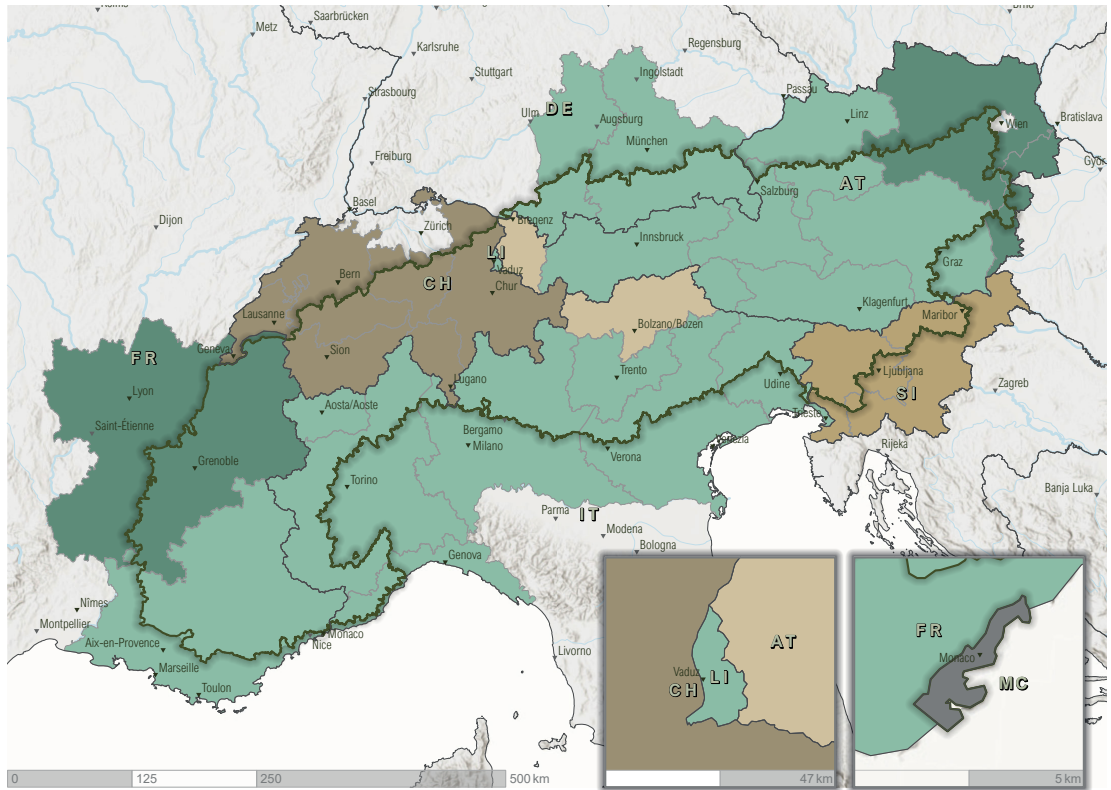 Saarbrücken
Metz
Karlsruhe
Regensburg
Stuttgart
Ingolstadt
Strasbourg
Passau
Ulm
DE
Augsburg
Linz
Wien
Bratislava
München
Freiburg
Győr
Salzburg
AT
Basel
Dijon
Zürich
Bregenz
Innsbruck
LI
Vaduz
Graz
Bern
CH
Chur
Klagenfurt
Maribor
Lausanne
Bolzano/Bozen
Geneva
FR
Sion
Ljubljana
Trento
Lugano
Udine
SI
Zagreb
Lyon
Aosta/Aoste
Trieste
Saint-Étienne
Bergamo
Milano
Venezia
Rijeka
Verona
Grenoble
Torino
Banja Luka
Parma
IT
Modena
Bologna
Genova
Nîmes
Montpellier
Monaco
Nice
Aix-en-Provence
Livorno
Marseille
Toulon
AT
Vaduz
LI
CH
FR
Monaco
MC
0
125
250
500 km
47 km
5 km